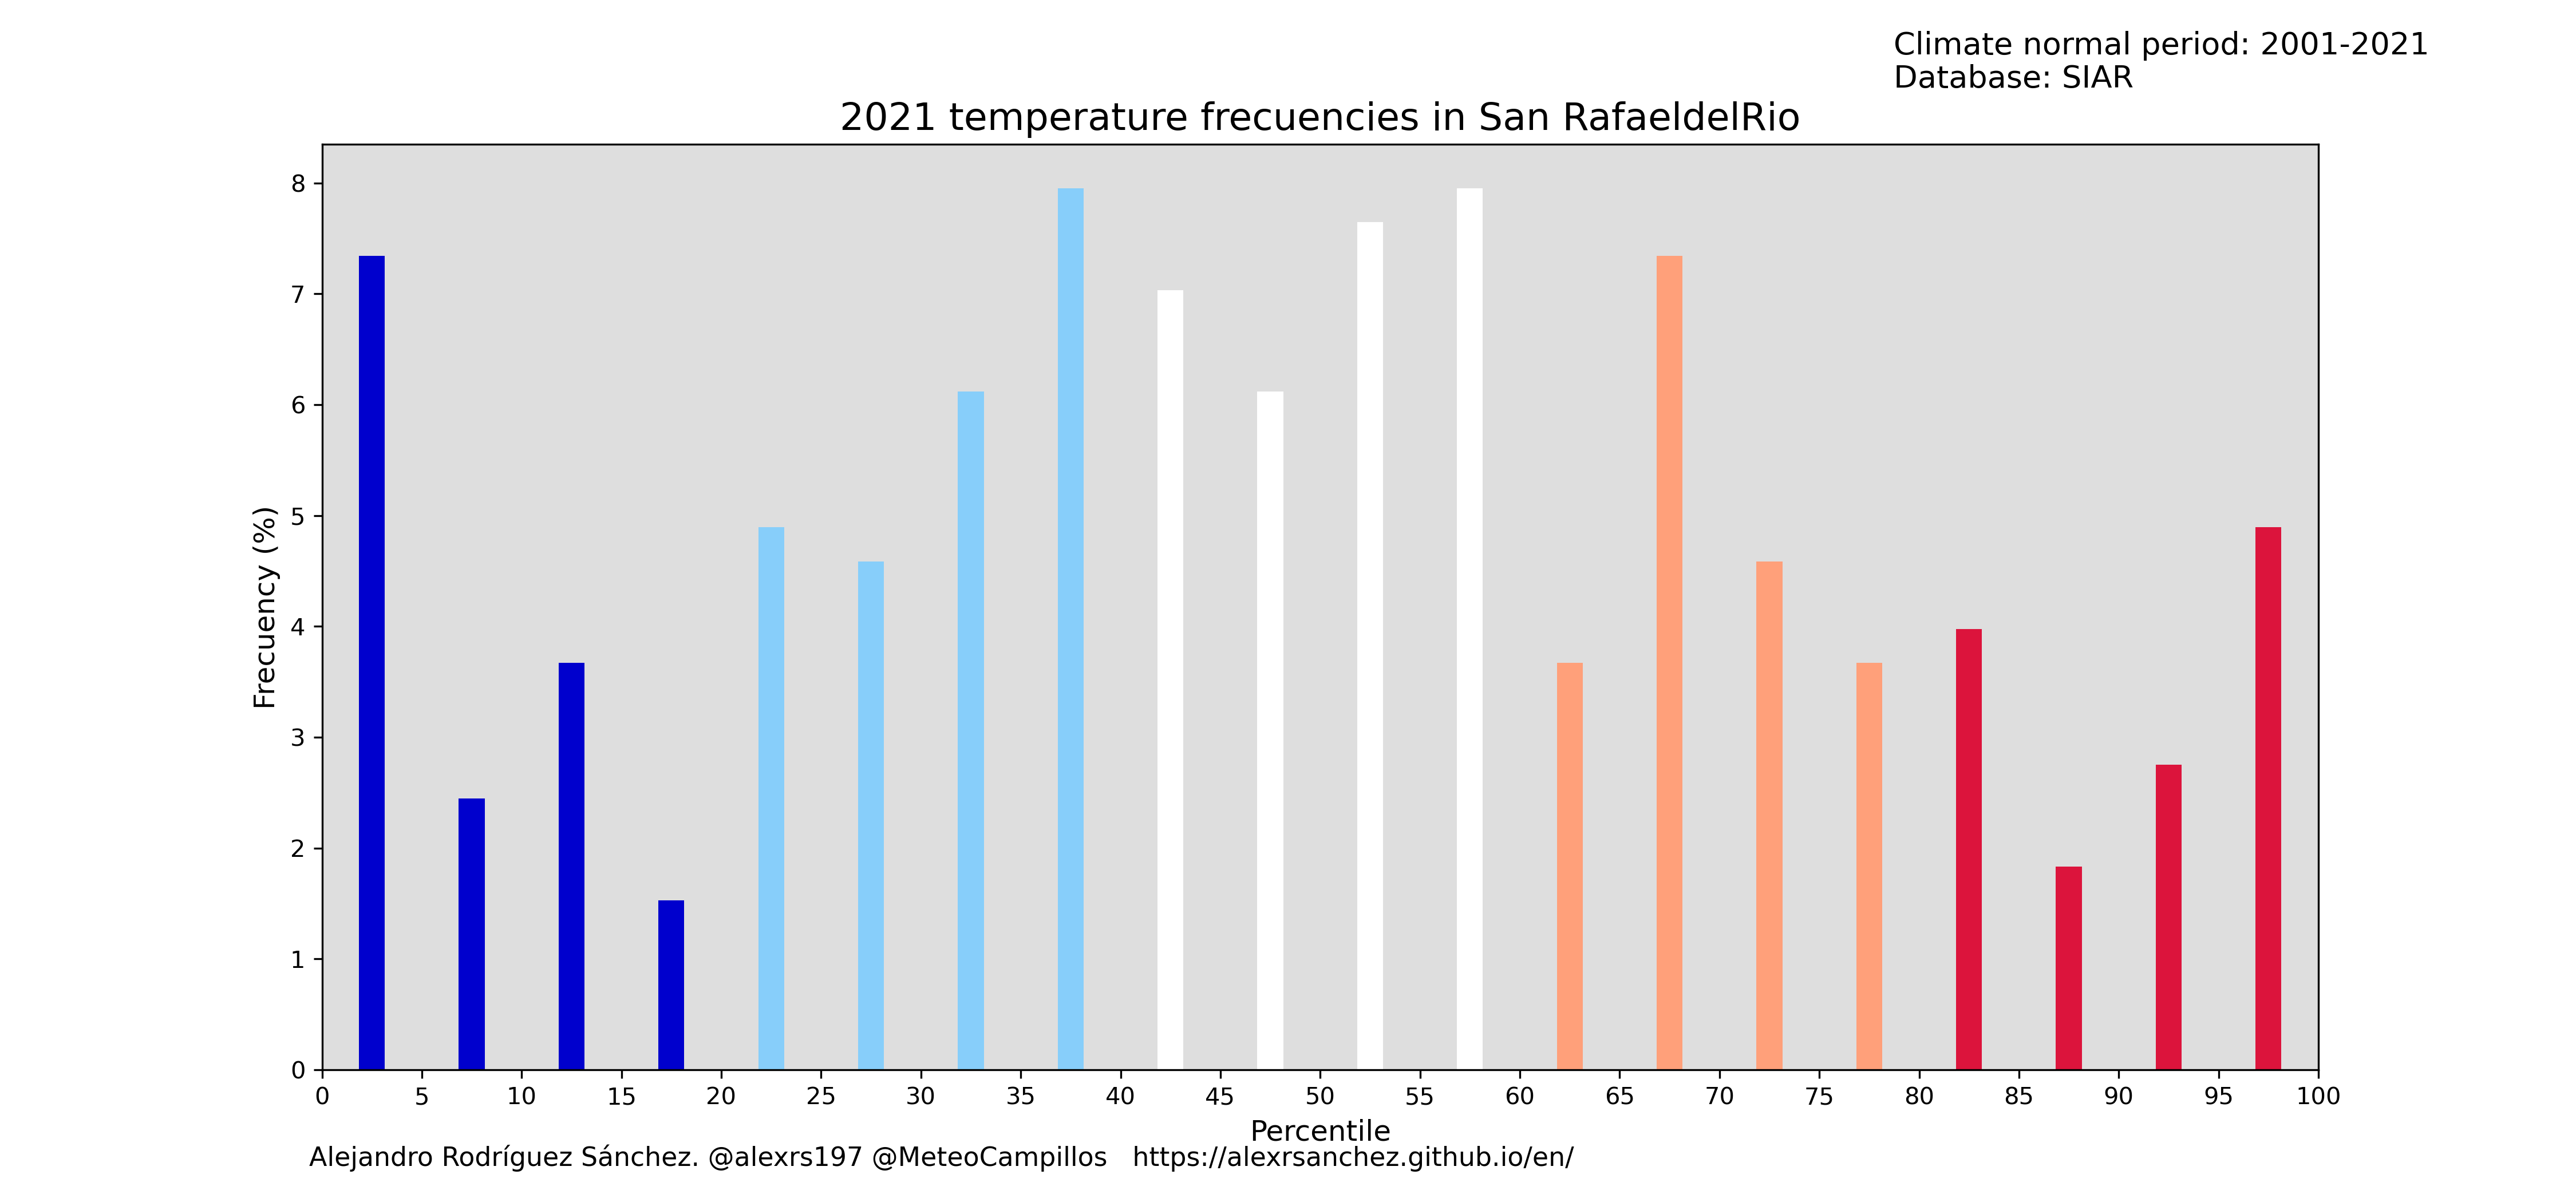 Climate normal period: 2001-2021
Database: SIAR
2021 temperature frecuencies in San RafaeldelRio
8
7
6
5
4
3
2
1
0
Frecuency (%)
0 5 10 15 20 25 30 35 40 45 50 55 60 65 70 75 80 85 90 95 100
Percentile
Alejandro Rodríguez Sánchez. @alexrs197 @MeteoCampillos https://alexrsanchez.github.io/en/